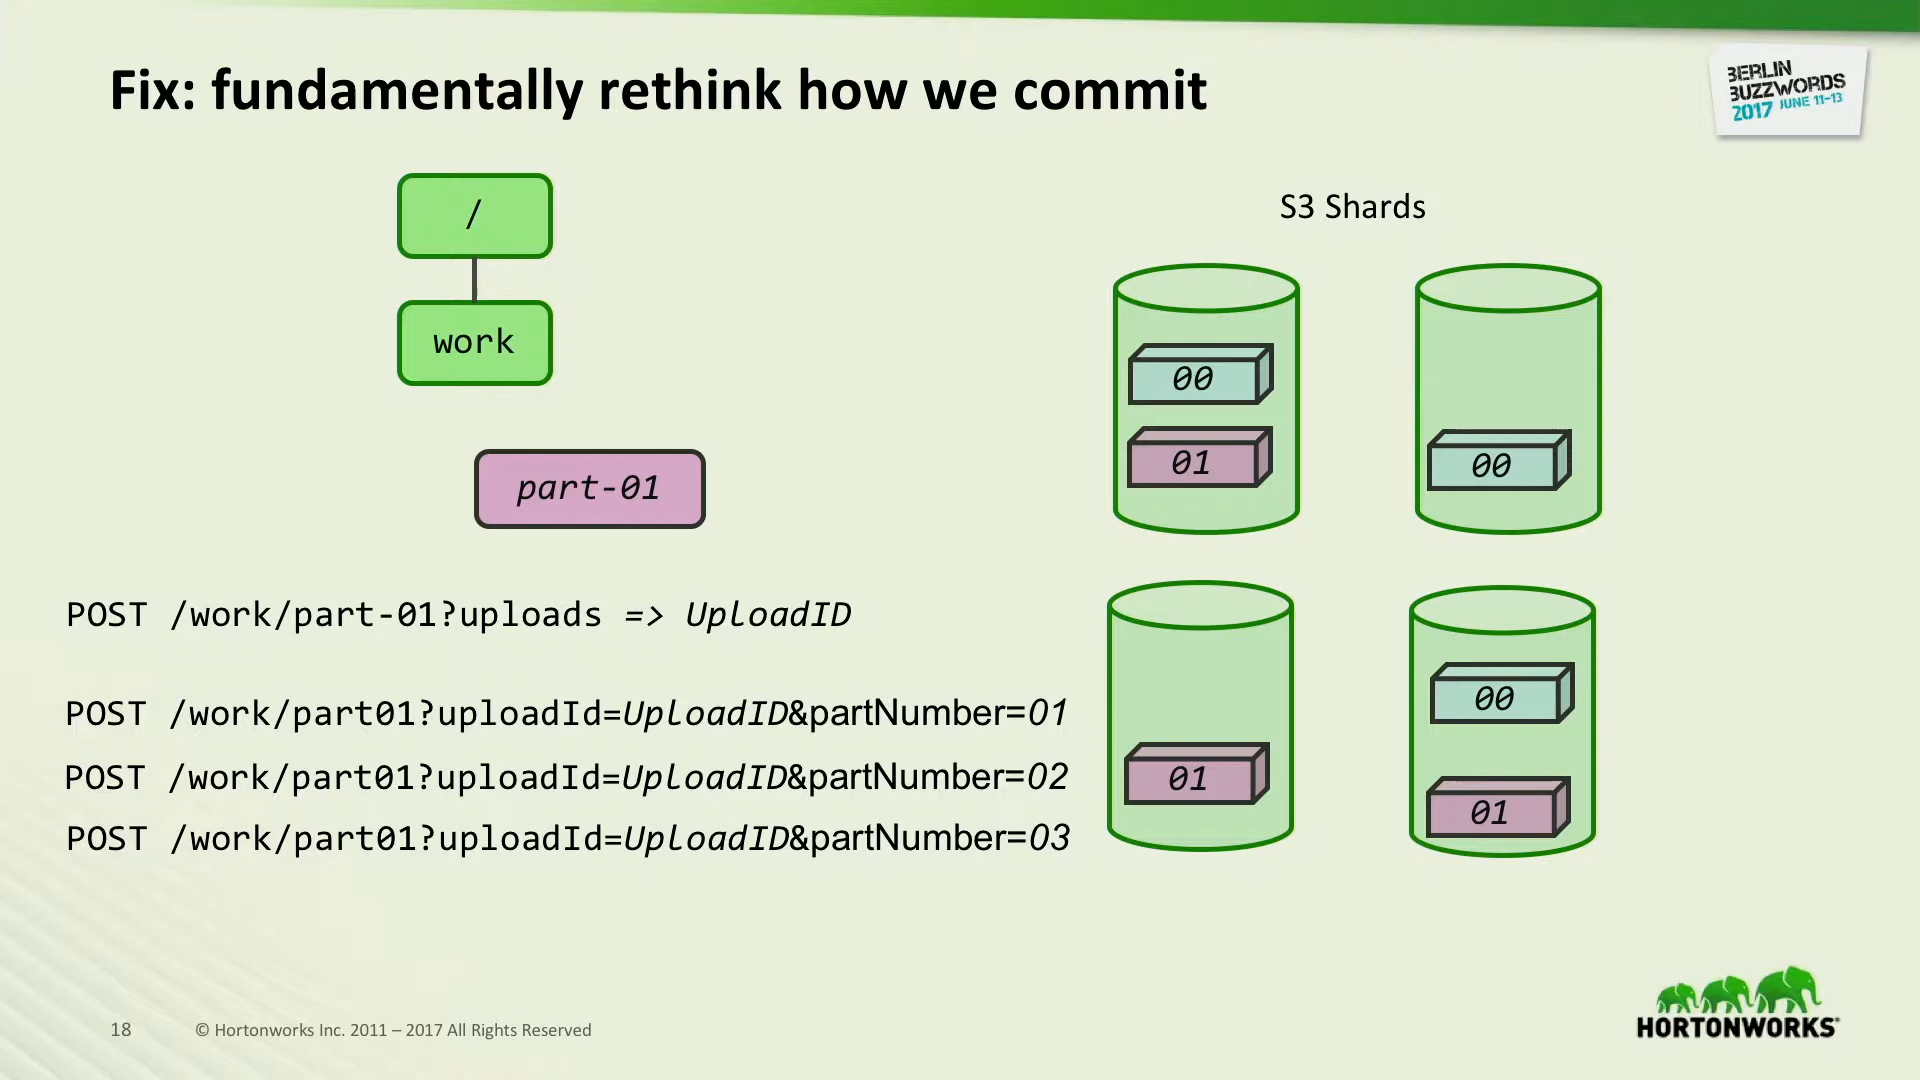 Fix: fundamentally rethink how we commit
BERLIN
BUZZWORDS
2017 JUNE 11-13
/
work
part-01
S3 Shards
00
01
00
01
00
01
POST /work/part-01?uploads => UploadID
POST /work/part01?uploadId=UploadID&partNumber=01
POST /work/part01?uploadId=UploadID&partNumber=02
POST /work/part01?uploadId=UploadID&partNumber=03
18 © Hortonworks Inc. 2011 – 2017 All Rights Reserved
HORTONWORKS